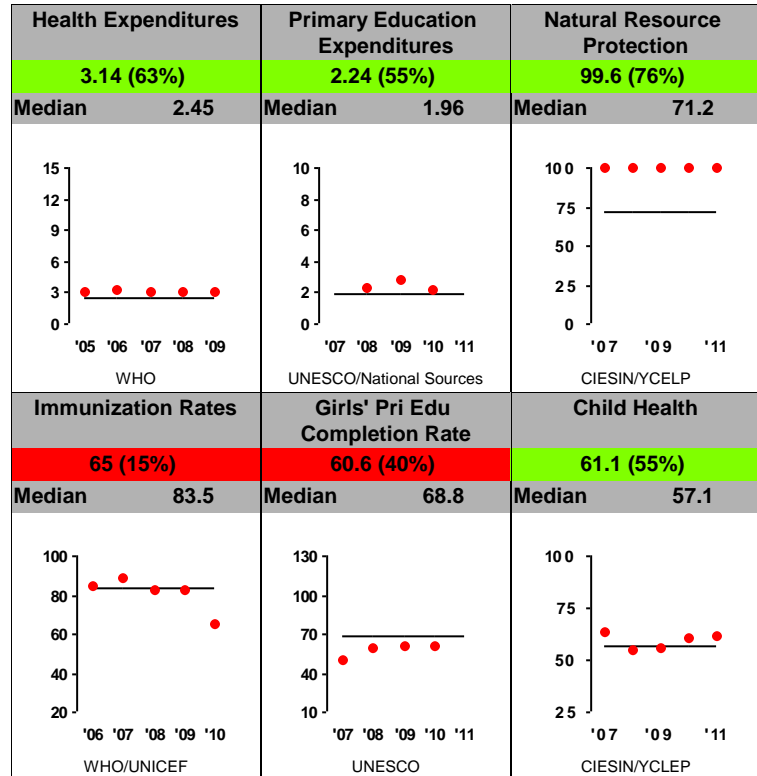 Health Expenditures
3.14 (63%)
Median 2.45
15
12
9
6
3
0
'05 '06 '07 '08 '09
WHO
Primary Education
Expenditures
2.24 (55%)
Median 1.96
10
8
6
4
2
0
'07 '08 '09 '10 '11
UNESCO/National Sources
Natural Resource
Protection
99.6 (76%)
Median 71.2
100
75
50
25
0
'07 '09 '11
CIESIN/YCELP
Immunization Rates
65 (15%)
Median 83.5
100
80
60
40
20
'06 '07 '08 '09 '10
WHO/UNICEF
Girls' Pri Edu
Completion Rate
60.6 (40%)
Median 68.8
130
100
70
40
10
'07 '08 '09 '10 '11
UNESCO
Child Health
61.1 (55%)
Median 57.1
100
75
50
25
'07 '09 '11
CIESIN/YCLEP